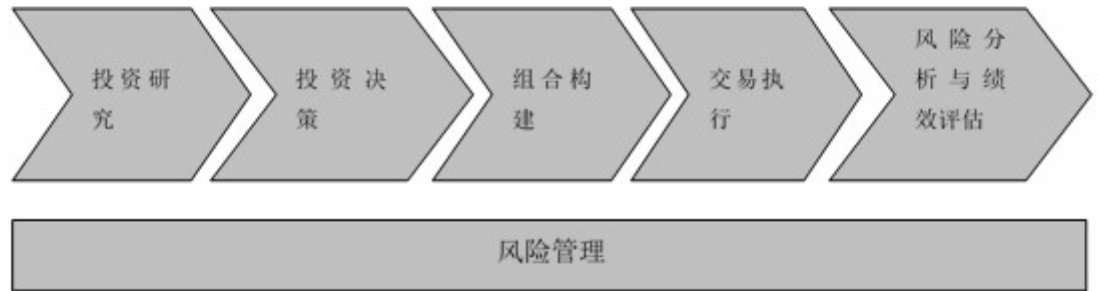 投资研
究
投资决
策
组合构
建
交易执
行
风险分
析与绩
效评估
风险管理